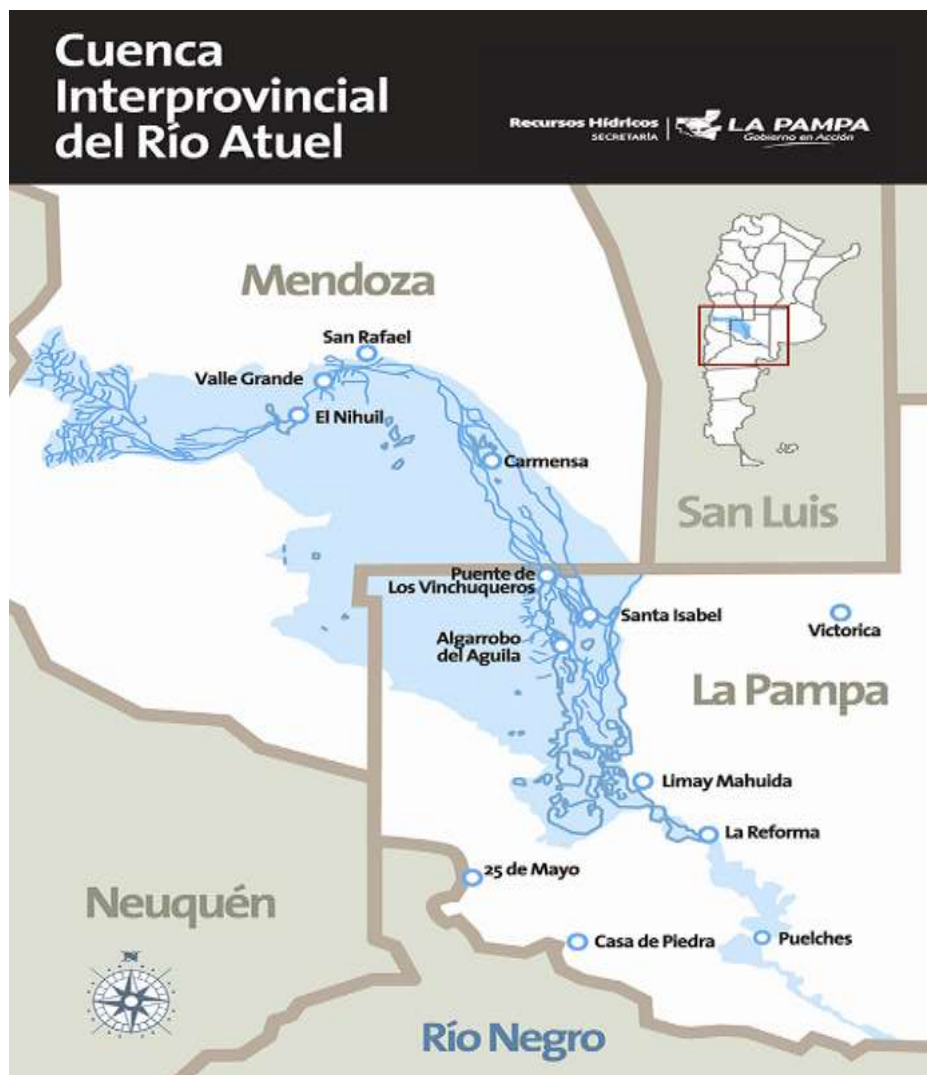 Cuenca
Interprovincial
del Río Atuel
Recursos Hídricos
SECRETARÍA
LA PAMPA
Gobierno en Acción
Mendoza
San Rafael
Valle Grande
El Nihuil
Carmensa
San Luis
Puente de
Los Vinchuqueros
Santa Isabel
Victorica
Algarrobo
del Aguila
La Pampa
Limay Mahuida
La Reforma
25 de Mayo
Neuquén
Casa de Piedra
Puelches
N
Río Negro